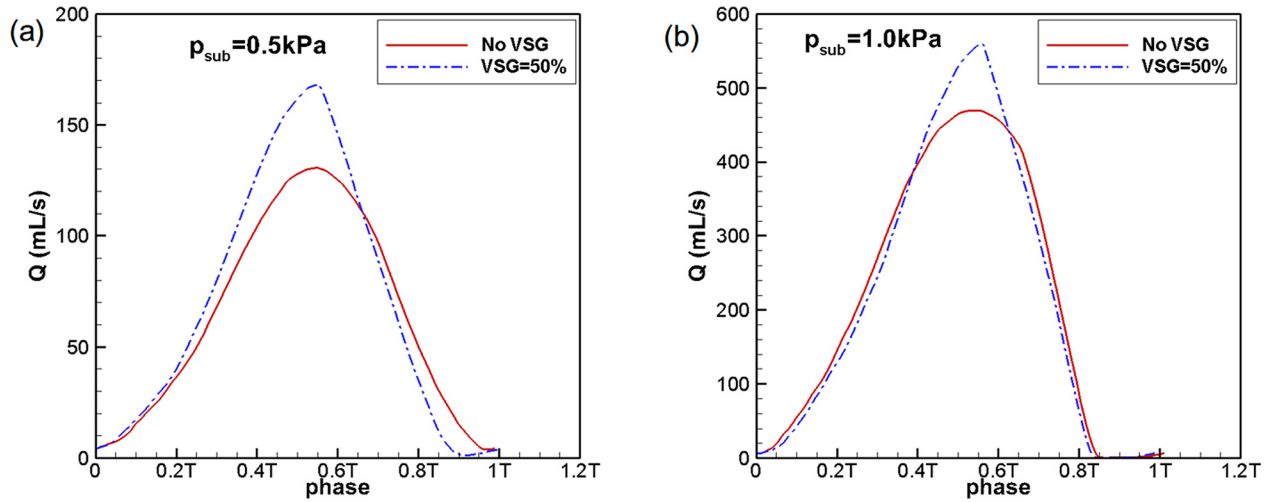 (a)
p_sub=0.5kPa
No VSG
VSG=50%
200
150
100
50
0
Q (mL/s)
0 0.2T 0.4T 0.6T 0.8T 1T 1.2T
phase
(b)
p_sub=1.0kPa
No VSG
VSG=50%
600
500
400
300
200
100
0
Q (mL/s)
0 0.2T 0.4T 0.6T 0.8T 1T 1.2T
phase